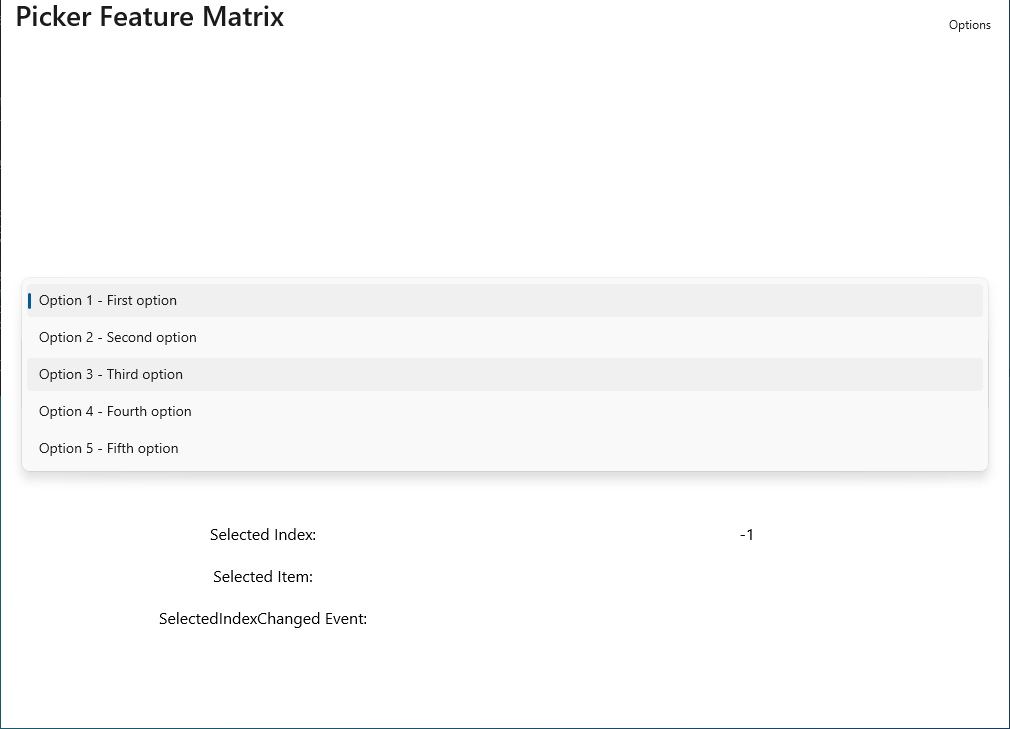 Picker Feature Matrix
Options
Option 1 - First option
Option 2 - Second option
Option 3 - Third option
Option 4 - Fourth option
Option 5 - Fifth option
Selected Index: -1
Selected Item:
SelectedIndexChanged Event: